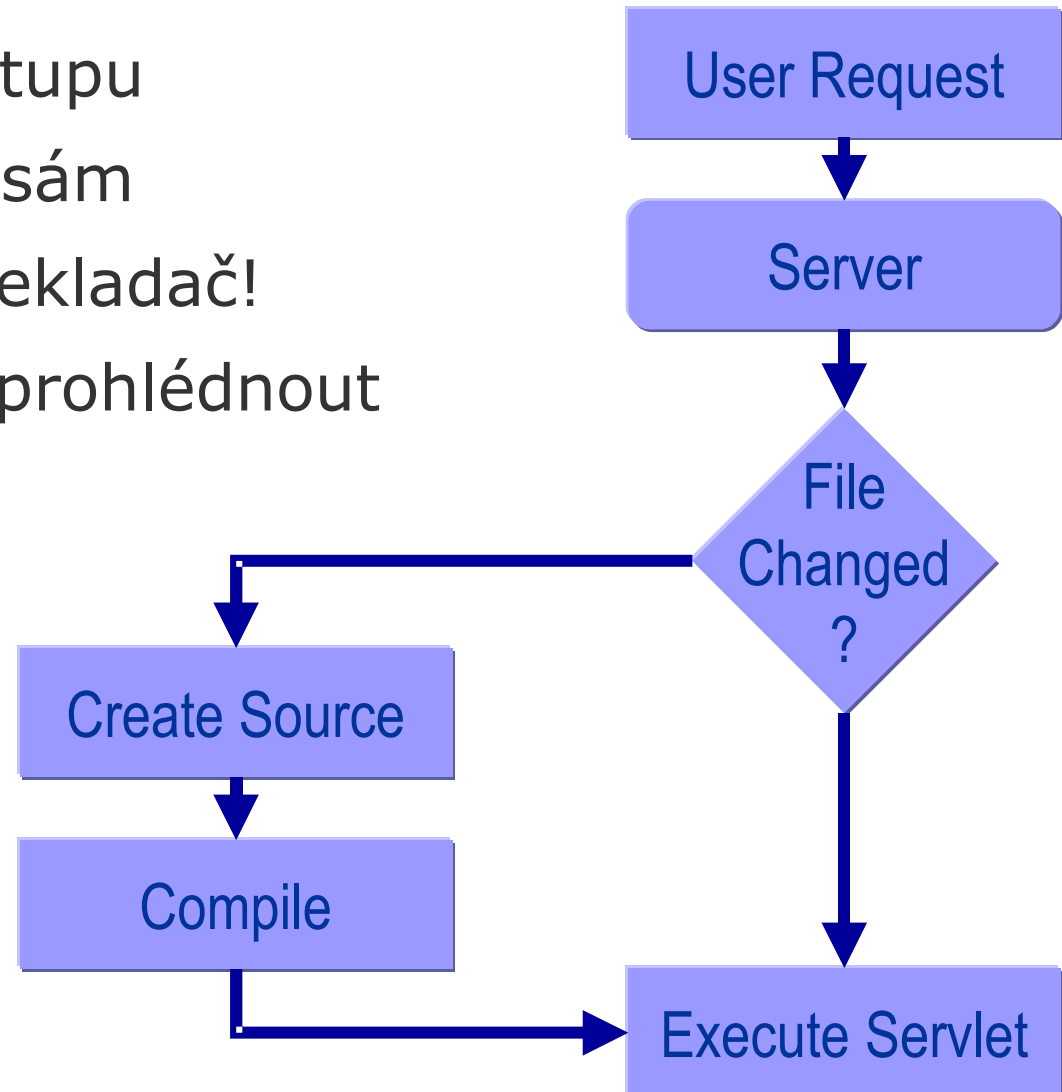 tupu
sám
ekladač!
prohlédnout
User Request
Server
File
Changed
?
Create Source
Compile
Execute Servlet